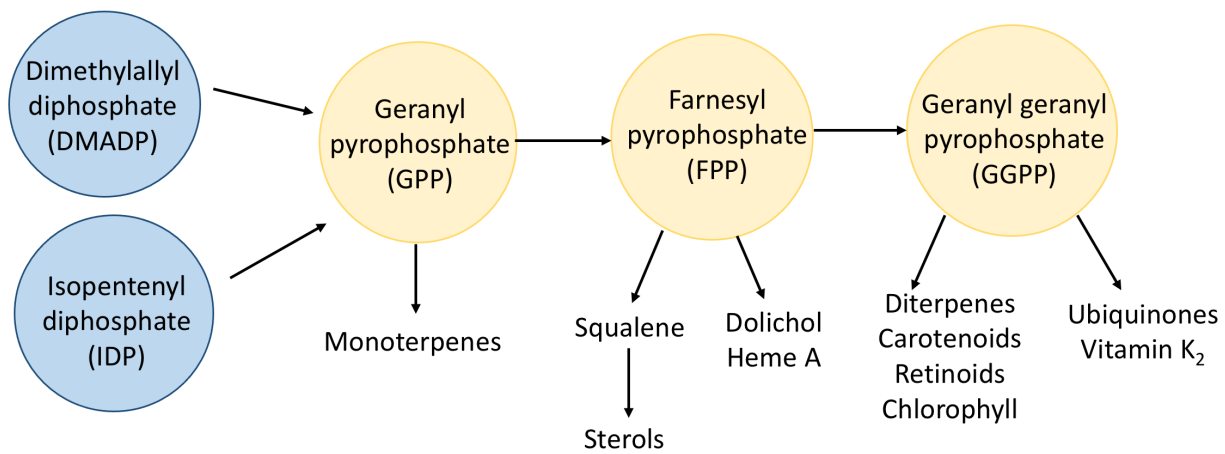 Dimethylallyl
diphosphate
(DMADP)
Isopentenyl
diphosphate
(IDP)
Geranyl
pyrophosphate
(GPP)
Monoterpenes
Farnesyl
pyrophosphate
(FPP)
Squalene
Sterols
Dolichol
Heme A
Geranyl geranyl
pyrophosphate
(GGPP)
Diterpenes
Carotenoids
Retinoids
Chlorophyll
Ubiquinones
Vitamin K₂